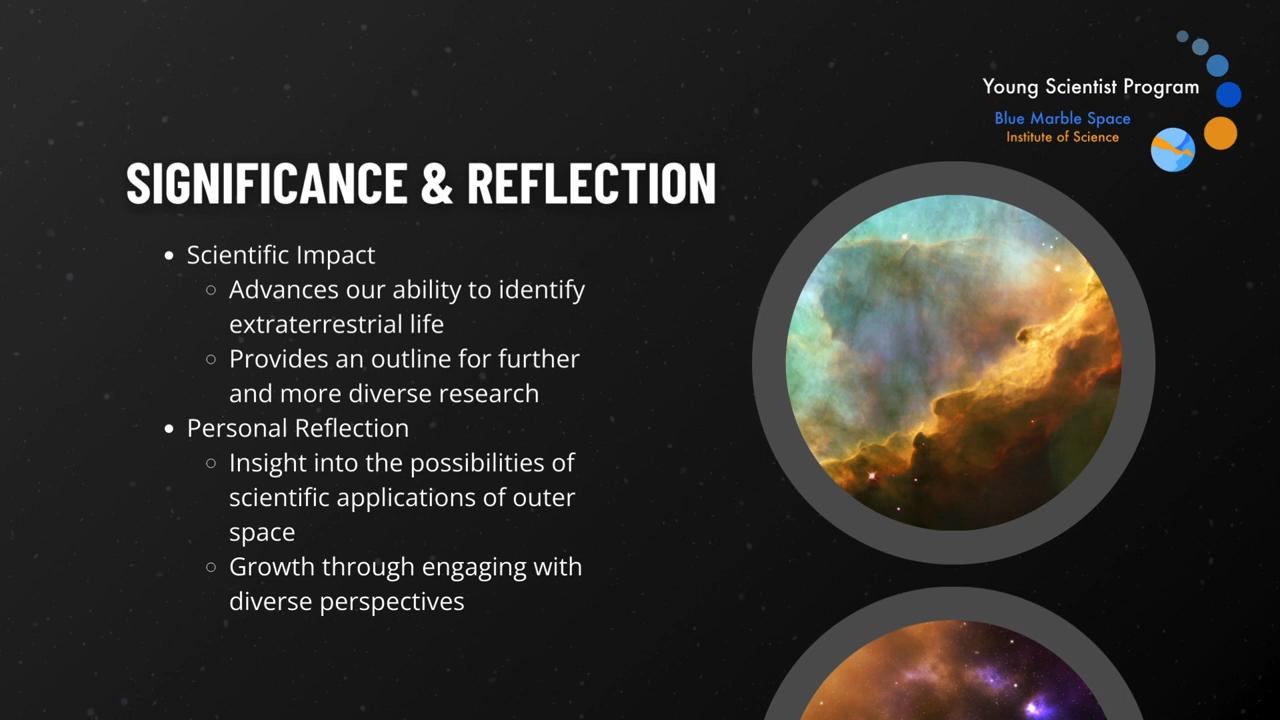 Young Scientist Program
Blue Marble Space
Institute of Science
SIGNIFICANCE & REFLECTION
• Scientific Impact
○ Advances our ability to identify
extraterrestrial life
○ Provides an outline for further
and more diverse research
• Personal Reflection
○ Insight into the possibilities of
scientific applications of outer
space
○ Growth through engaging with
diverse perspectives